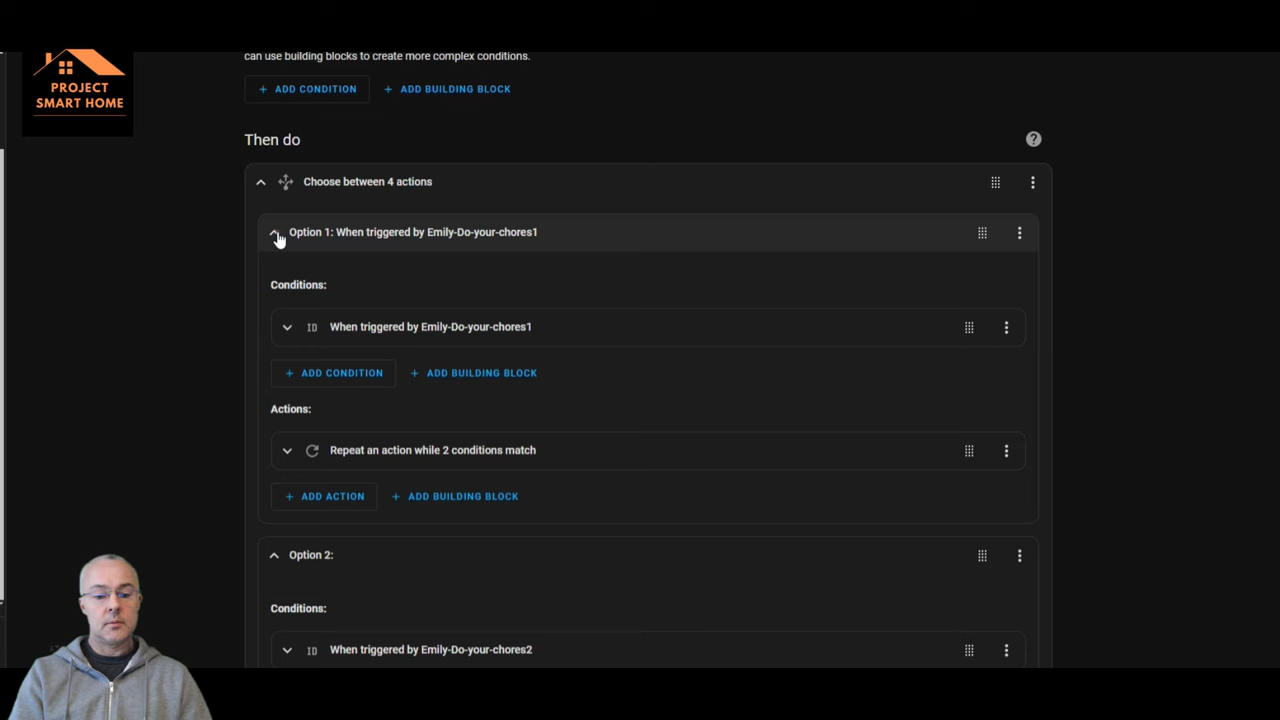 PROJECT
SMART HOME
can use building blocks to create more complex conditions.
+ ADD CONDITION + ADD BUILDING BLOCK
Then do
Choose between 4 actions
Option 1: When triggered by Emily-Do-your-chores1
Conditions:
ID When triggered by Emily-Do-your-chores1
+ ADD CONDITION + ADD BUILDING BLOCK
Actions:
Repeat an action while 2 conditions match
+ ADD ACTION + ADD BUILDING BLOCK
Option 2:
Conditions:
ID When triggered by Emily-Do-your-chores2